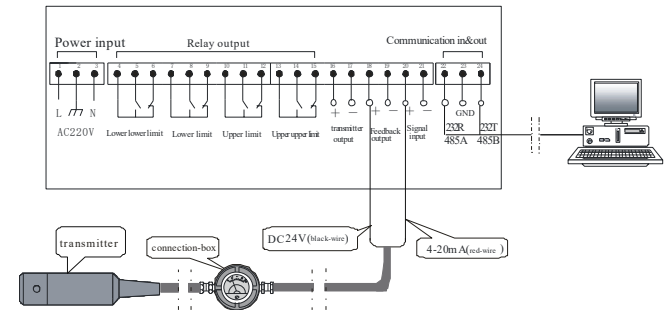 Power input Relay output Communication in&out
1 2 3 4 5 6 7 8 9 10 11 12 13 14 15 16 17 18 19 20 21 22 23 24
L N + − + − + − GND
AC220V Lower lower limit Lower limit Upper limit Upper upper limit transmitter output Feedback output Signal input 232R 232T
485A 485B
DC24V(black-wire) 4-20mA(red-wire)
transmitter connection-box